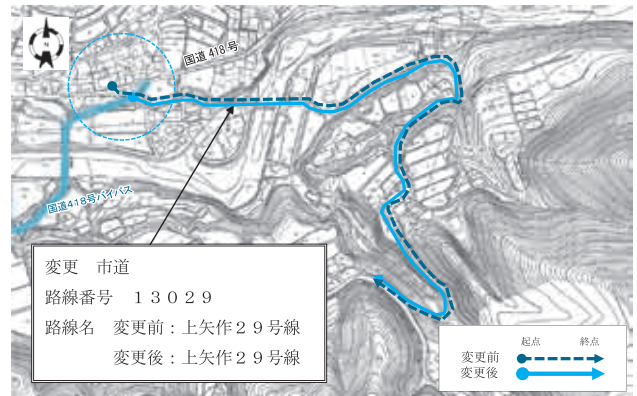 N
国道418号
国道418号バイパス
変更 市道
路線番号 13029
路線名 変更前：上矢作29号線
変更後：上矢作29号線
起点 終点
変更前
変更後